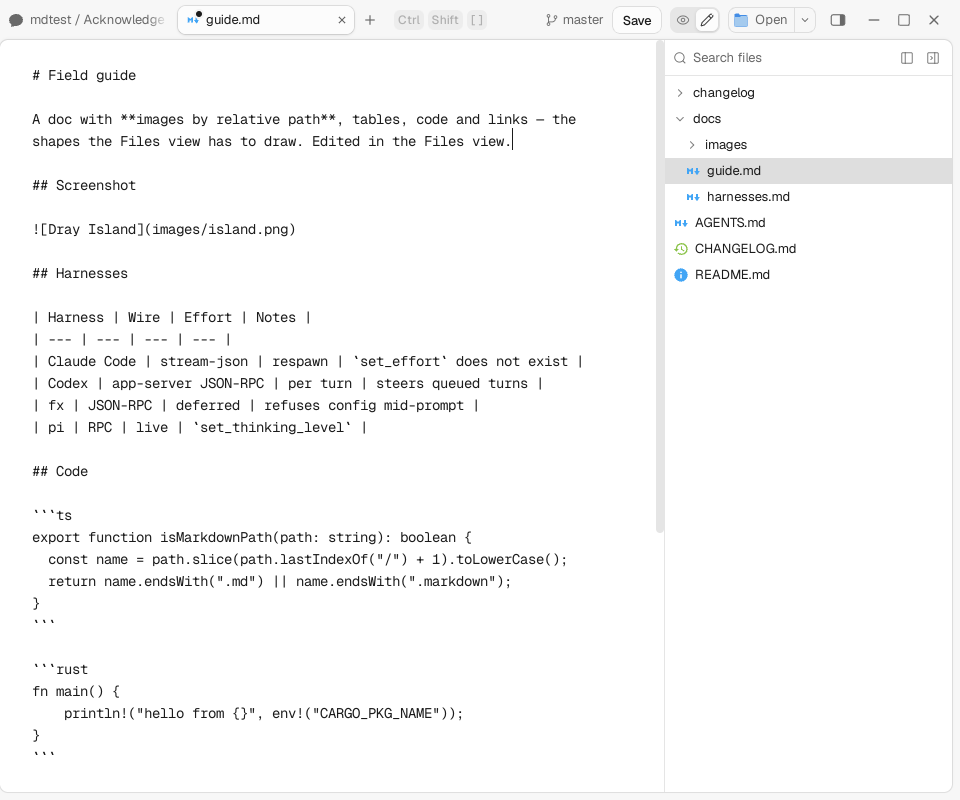 mdtest / Acknowledge
guide.md
Ctrl Shift [ ]
master
Save
Open
# Field guide
A doc with **images by relative path**, tables, code and links — the
shapes the Files view has to draw. Edited in the Files view.
## Screenshot
![Dray Island](images/island.png)
## Harnesses
| Harness | Wire | Effort | Notes |
| --- | --- | --- | --- |
| Claude Code | stream-json | respawn | `set_effort` does not exist |
| Codex | app-server JSON-RPC | per turn | steers queued turns |
| fx | JSON-RPC | deferred | refuses config mid-prompt |
| pi | RPC | live | `set_thinking_level` |
## Code
```ts
export function isMarkdownPath(path: string): boolean {
  const name = path.slice(path.lastIndexOf("/") + 1).toLowerCase();
  return name.endsWith(".md") || name.endsWith(".markdown");
}
```
```rust
fn main() {
    println!("hello from {}", env!("CARGO_PKG_NAME"));
}
```
Search files
changelog
docs
images
guide.md
harnesses.md
AGENTS.md
CHANGELOG.md
README.md